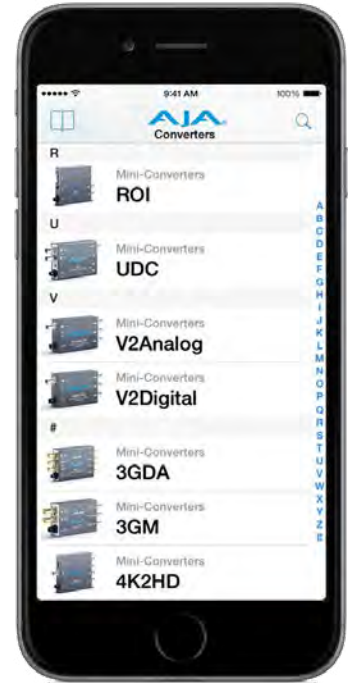 9:41 AM
100%
AJA
Converters
R
Mini-Converters
ROI
U
Mini-Converters
UDC
V
Mini-Converters
V2Analog
Mini-Converters
V2Digital
#
Mini-Converters
3GDA
Mini-Converters
3GM
Mini-Converters
4K2HD
A
B
C
D
E
F
G
H
I
J
K
L
M
N
O
P
Q
R
S
T
U
V
W
X
Y
Z
#